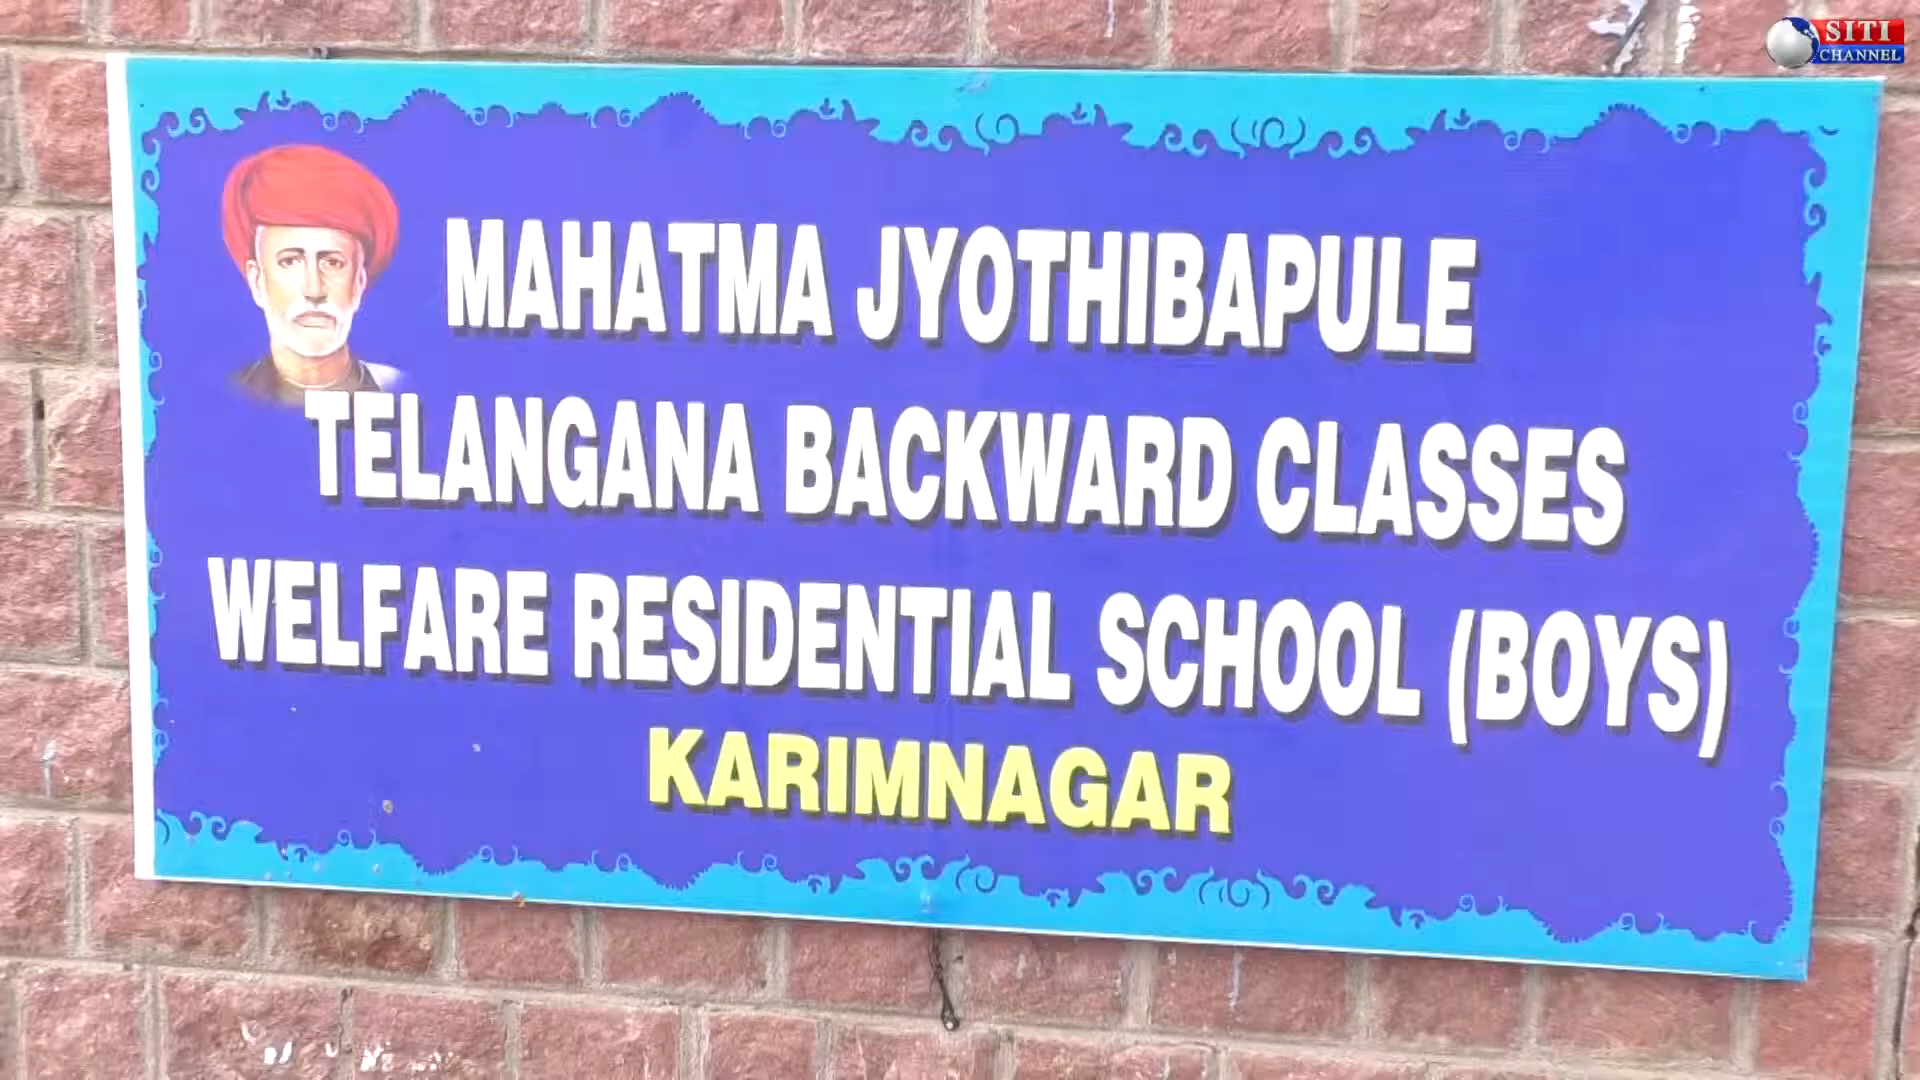 SITI
CHANNEL
MAHATMA JYOTHIBAPULE
TELANGANA BACKWARD CLASSES
WELFARE RESIDENTIAL SCHOOL (BOYS)
KARIMNAGAR